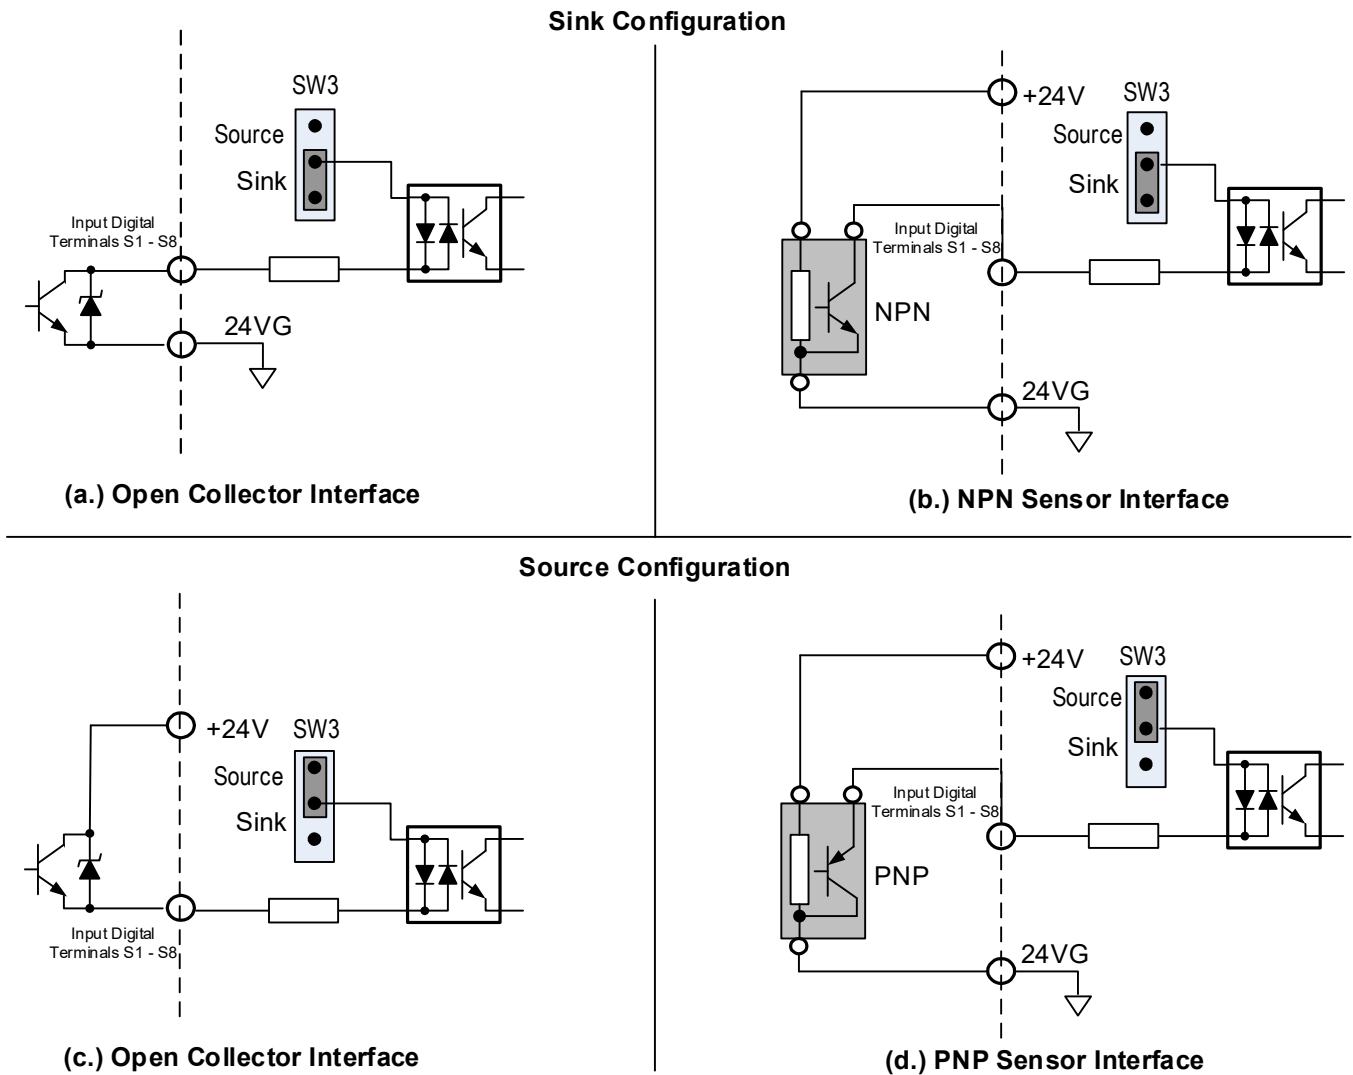 Sink Configuration
SW3
Source
Sink
Input Digital
Terminals S1 - S8
24VG
(a.) Open Collector Interface
+24V
SW3
Source
Sink
Input Digital
Terminals S1 - S8
NPN
24VG
(b.) NPN Sensor Interface
Source Configuration
+24V
SW3
Source
Sink
Input Digital
Terminals S1 - S8
(c.) Open Collector Interface
+24V
SW3
Source
Sink
Input Digital
Terminals S1 - S8
PNP
24VG
(d.) PNP Sensor Interface